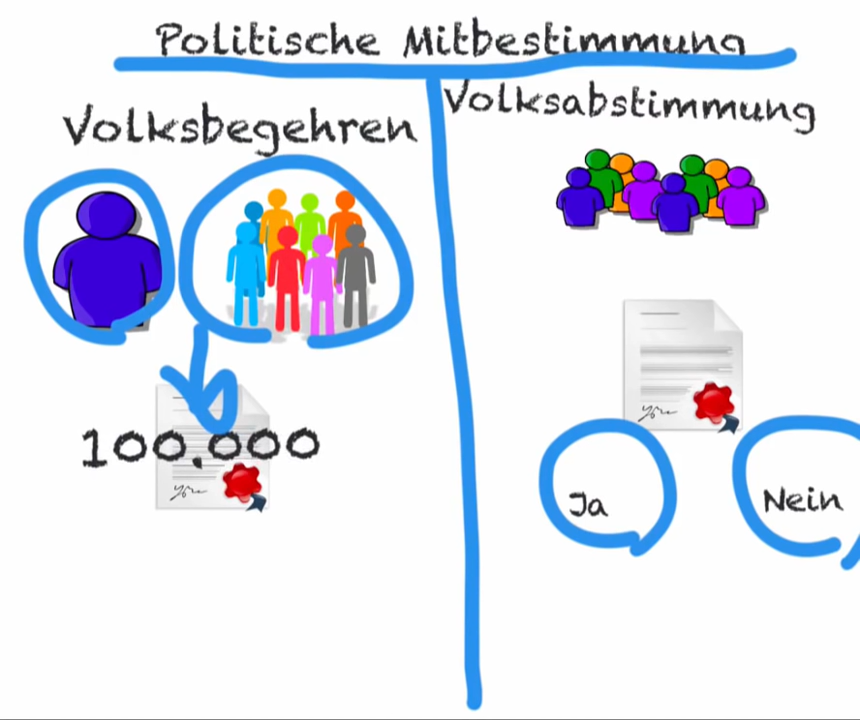 Politische Mitbestimmung
Volksbegehren
100.000
Volksabstimmung
Ja
Nein